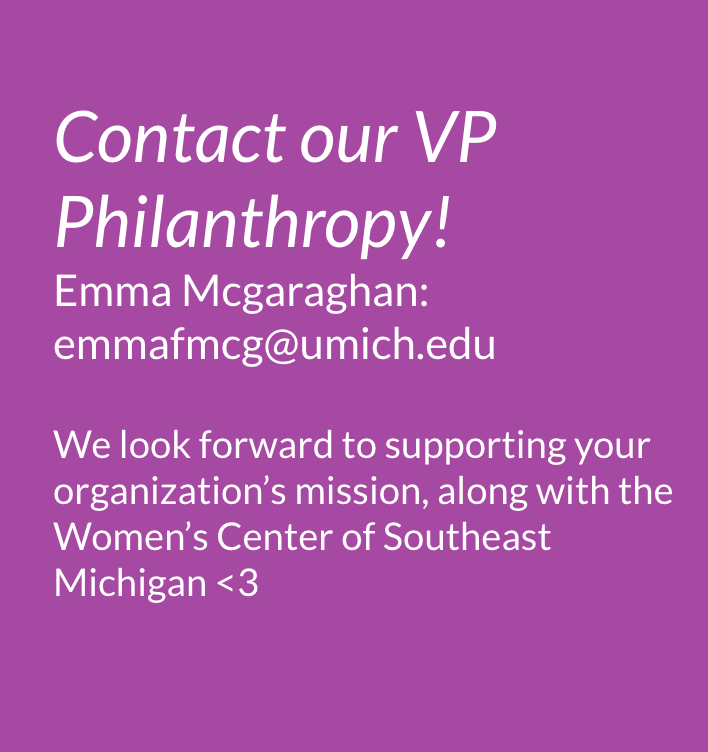 Contact our VP
Philanthropy!
Emma Mcgaraghan:
emmafmcg@umich.edu
We look forward to supporting your
organization’s mission, along with the
Women’s Center of Southeast
Michigan <3